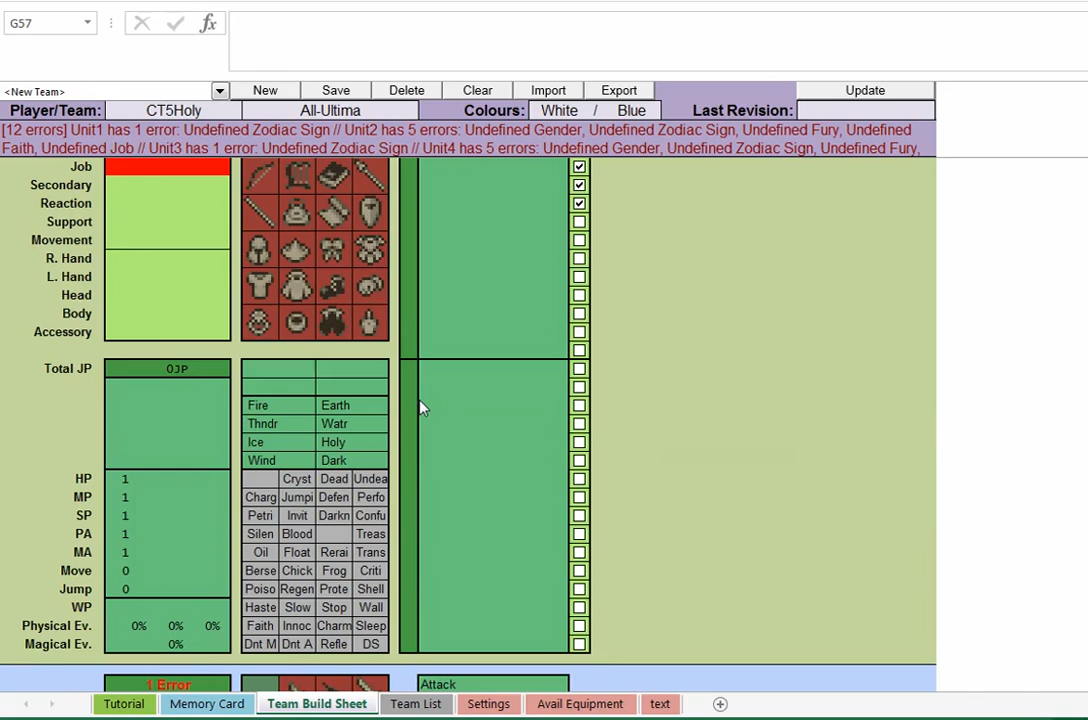 G57
fx
<New Team>
New Save Delete Clear Import Export Update
Player/Team: CT5Holy All-Ultima Colours: White / Blue Last Revision:
[12 errors] Unit1 has 1 error: Undefined Zodiac Sign // Unit2 has 5 errors: Undefined Gender, Undefined Zodiac Sign, Undefined Fury, Undefined
Faith, Undefined Job // Unit3 has 1 error: Undefined Zodiac Sign // Unit4 has 5 errors: Undefined Gender, Undefined Zodiac Sign, Undefined Fury,
Job
Secondary
Reaction
Support
Movement
R. Hand
L. Hand
Head
Body
Accessory
Total JP 0JP
Fire Earth
Thndr Watr
Ice Holy
Wind Dark
HP 1 Cryst Dead Undea
MP 1 Charg Jumpi Defen Perfo
SP 1 Petri Invit Darkn Confu
PA 1 Silen Blood Treas
MA 1 Oil Float Rerai Trans
Move 0 Berse Chick Frog Criti
Jump 0 Poiso Regen Prote Shell
WP Haste Slow Stop Wall
Physical Ev. 0% 0% 0% Faith Innoc Charm Sleep
Magical Ev. 0% Dnt M Dnt A Refle DS
1 Error Attack
Tutorial Memory Card Team Build Sheet Team List Settings Avail Equipment text